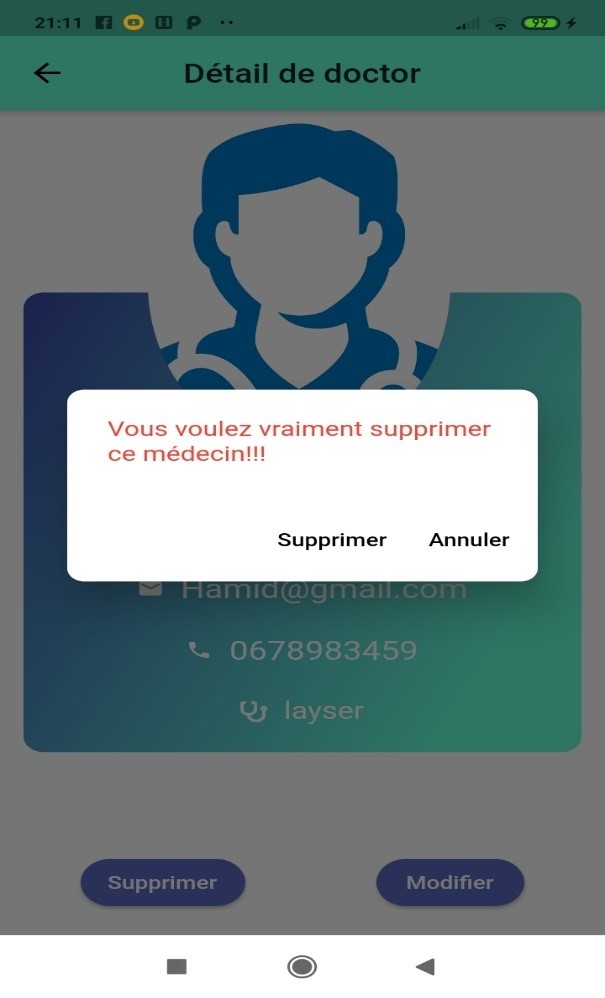 21:11 99
Détail de doctor
Vous voulez vraiment supprimer
ce médecin!!!
Supprimer Annuler
Hamid@gmail.com
0678983459
layser
Supprimer Modifier